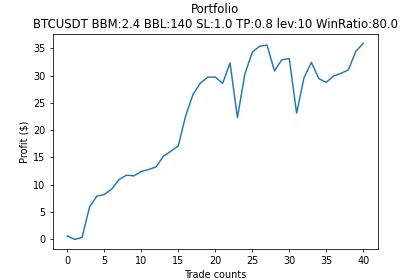 Portfolio
BTCUSDT BBM:2.4 BBL:140 SL:1.0 TP:0.8 lev:10 WinRatio:80.0
35
30
25
20
15
10
5
0
Profit ($)
0 5 10 15 20 25 30 35 40
Trade counts